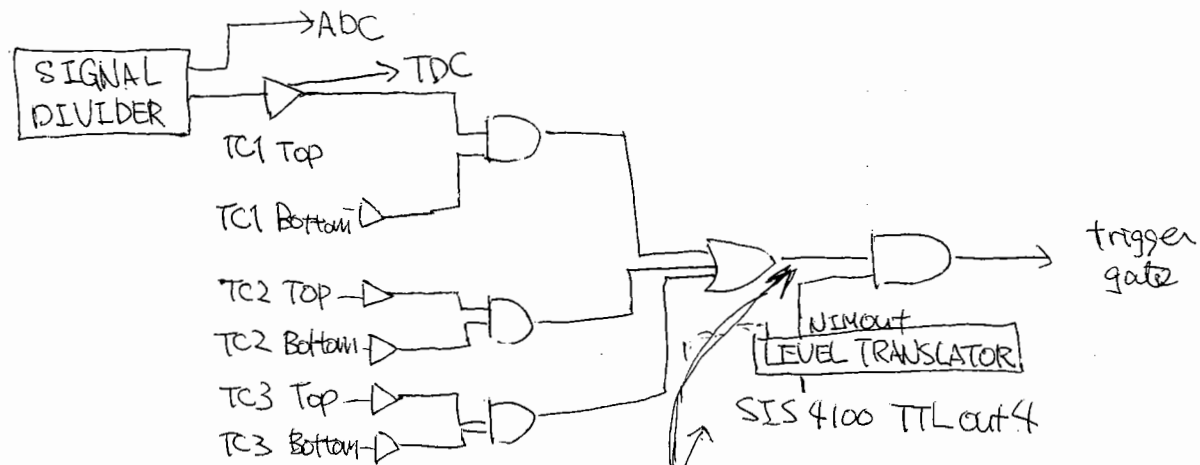 ADC
SIGNAL
DIVIDER
TDC
TC1 Top
TC1 Bottom
TC2 Top
TC2 Bottom
TC3 Top
TC3 Bottom
trigger
gate
NIMout
LEVEL TRANSLATOR
SIS 4100 TTL out 4